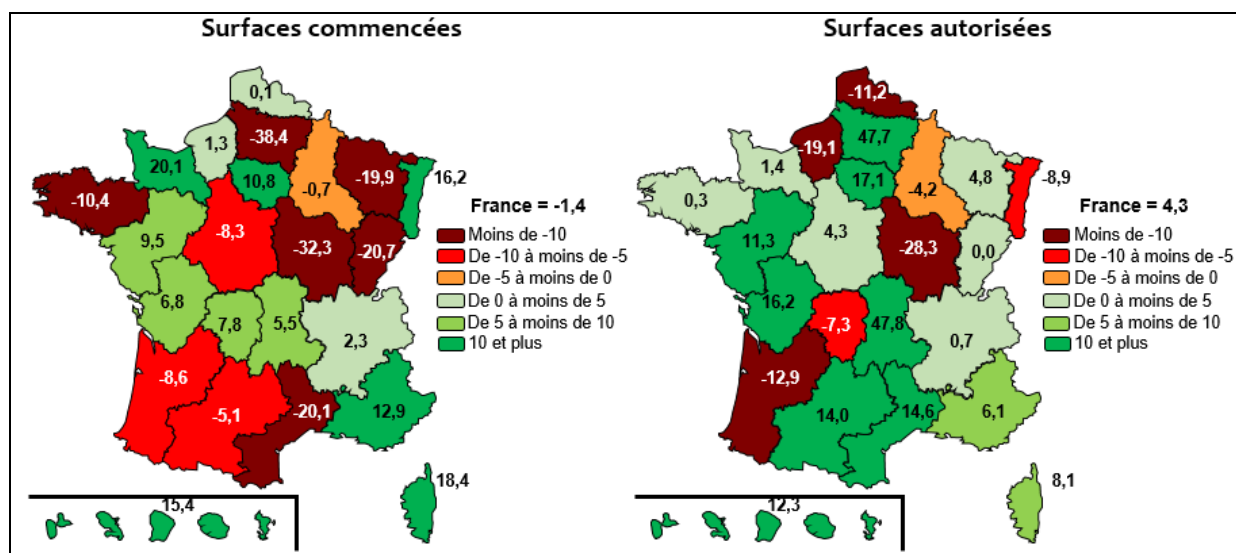 Surfaces commencées
0,1
1,3
-38,4
20,1
10,8
-0,7
-19,9
16,2
-10,4
9,5
-8,3
-32,3
-20,7
6,8
7,8
5,5
2,3
-8,6
-5,1
-20,1
12,9
18,4
15,4
France = -1,4
Moins de -10
De -10 à moins de -5
De -5 à moins de 0
De 0 à moins de 5
De 5 à moins de 10
10 et plus
Surfaces autorisées
-11,2
47,7
-19,1
1,4
17,1
-4,2
4,8
-8,9
0,3
11,3
4,3
-28,3
0,0
16,2
-7,3
47,8
0,7
-12,9
14,0
14,6
6,1
8,1
12,3
France = 4,3
Moins de -10
De -10 à moins de -5
De -5 à moins de 0
De 0 à moins de 5
De 5 à moins de 10
10 et plus